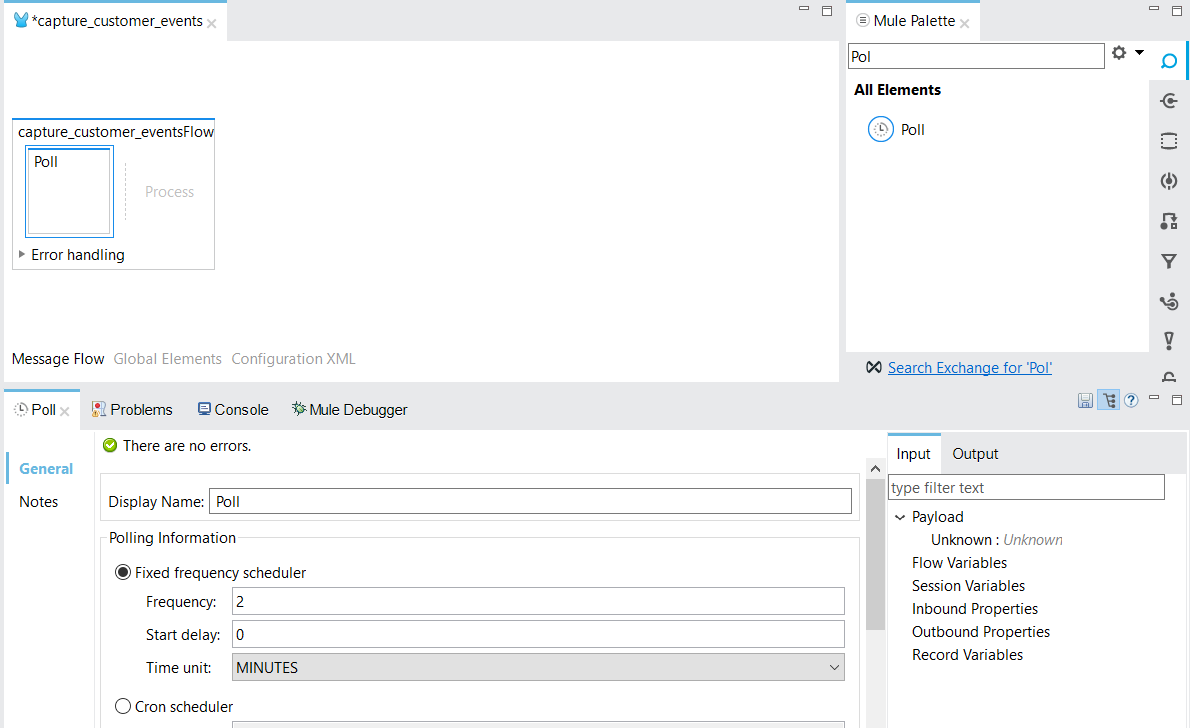 *capture_customer_events
Mule Palette
Pol
All Elements
Poll
capture_customer_eventsFlow
Poll
Process
Error handling
Message Flow Global Elements Configuration XML
Search Exchange for 'Pol'
Poll Problems Console Mule Debugger
There are no errors.
General
Notes
Display Name: Poll
Polling Information
Fixed frequency scheduler
Frequency: 2
Start delay: 0
Time unit: MINUTES
Cron scheduler
Input Output
type filter text
Payload
Unknown : Unknown
Flow Variables
Session Variables
Inbound Properties
Outbound Properties
Record Variables